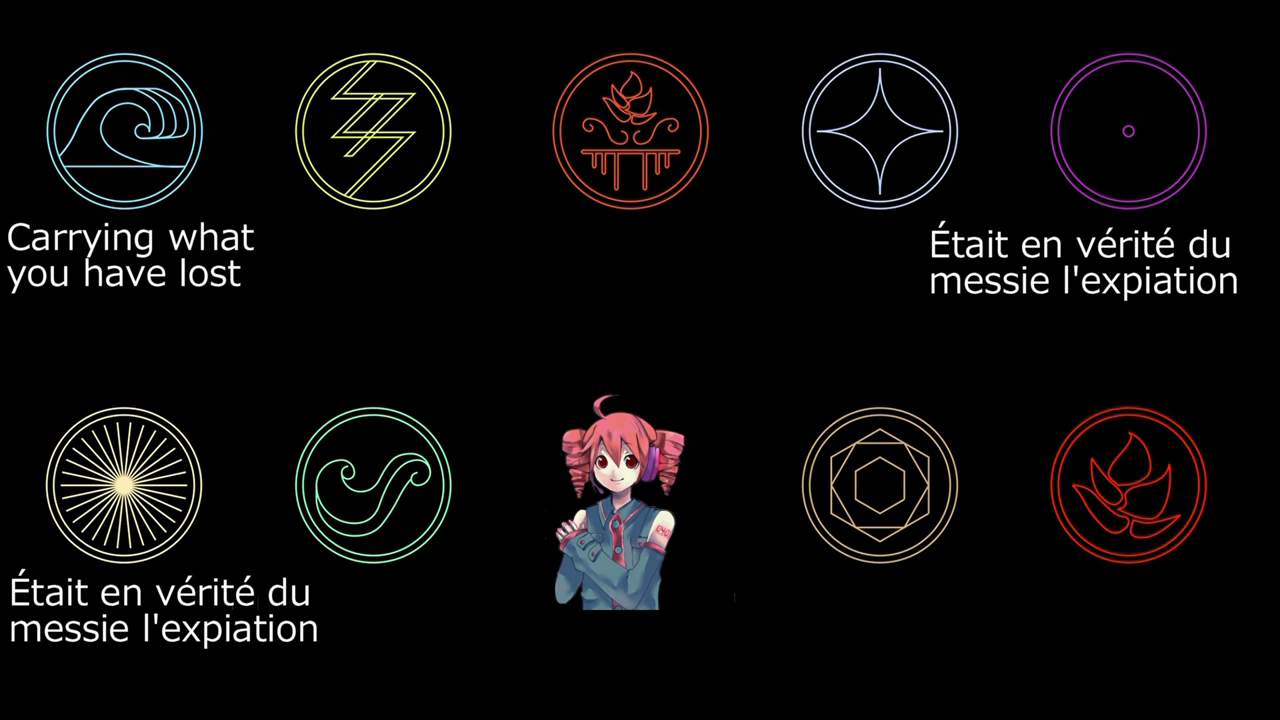 Carrying what
you have lost
Était en vérité du
messie l'expiation
Était en vérité du
messie l'expiation